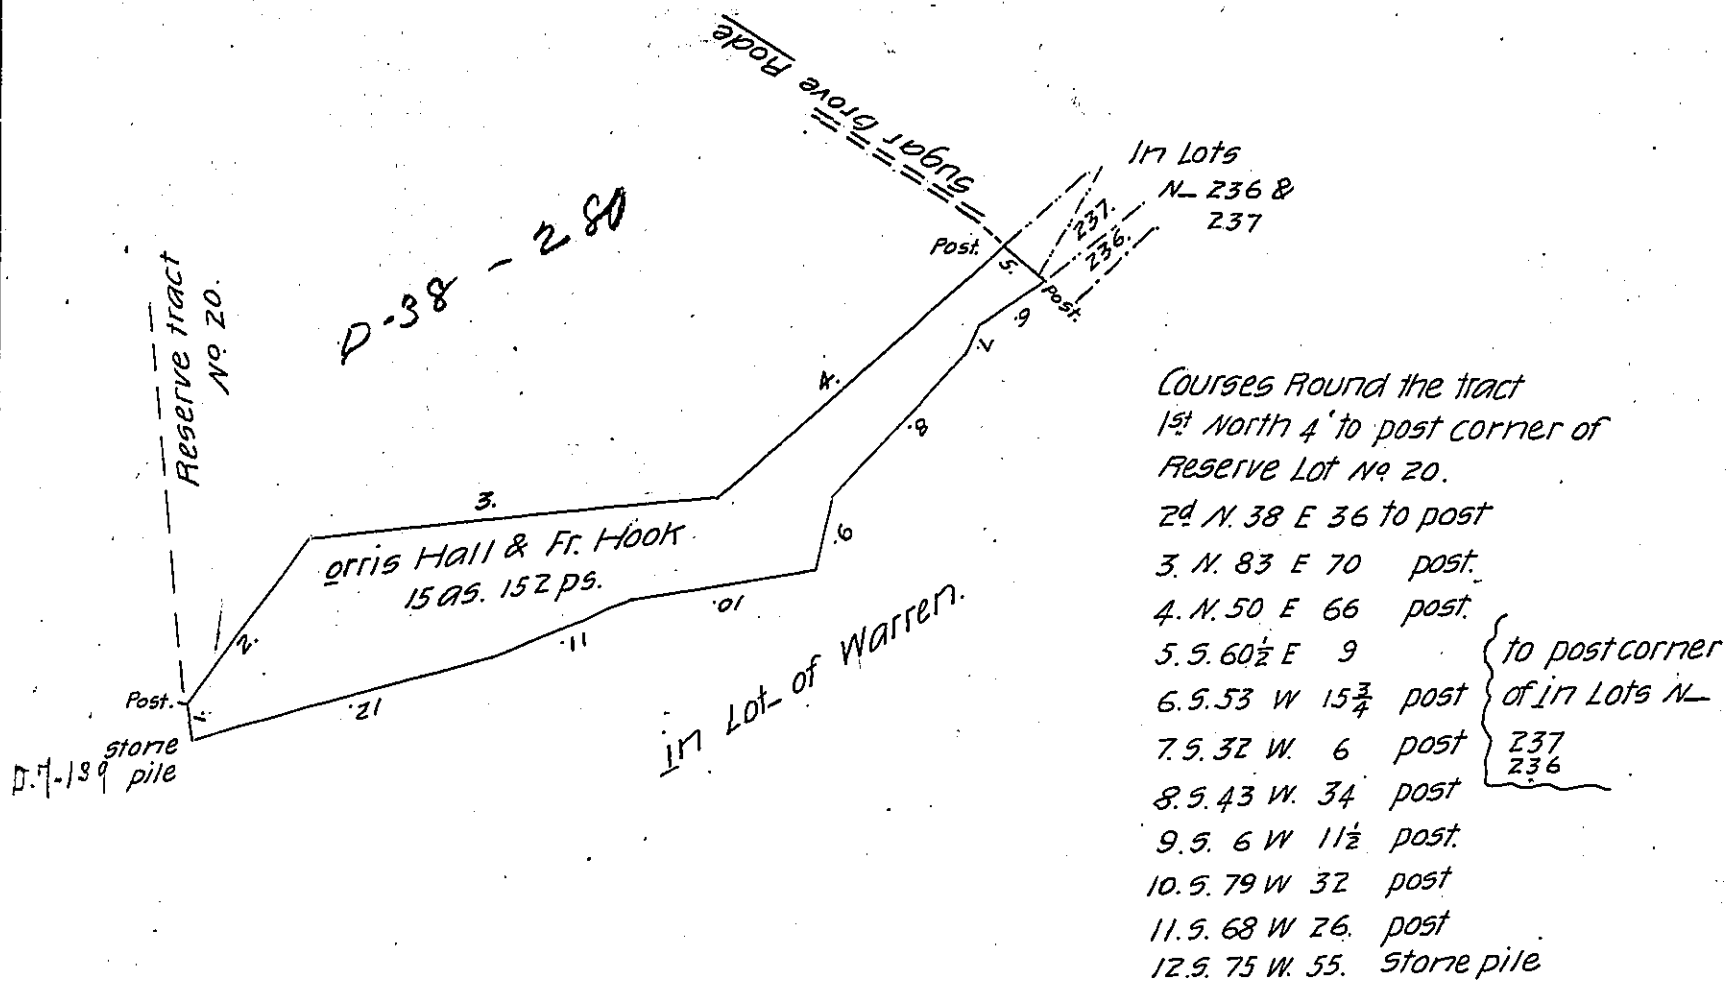 Sugar Grove Rode
In Lots
N_ 236 &
237
237.
236.
Post.
5.
Post.
6.
7.
8.
9.
10.
11.
12.
4.
3.
2.
1.
D-38-280
Reserve tract
No 20.
orris Hall & Fr. Hook
15 as. 152 ps.
Post.
stone
pile
D.7-139
in Lot_ of Warren.
Courses Round the tract
1st North 4' to post corner of
Reserve Lot No 20.
2d N. 38 E 36 to post
3. N. 83 E 70 post.
4. N. 50 E 66 post.
5. S. 60½ E 9
6. S. 53 W 15¾ post
7. S. 32 W. 6 post
8. S. 43 W. 34 post
9. S. 6 W 11½ post.
10. S. 79 W 32 post
11. S. 68 W 26. post
12. S. 75 W. 55. stone pile
to post corner
of in Lots N_
237
236